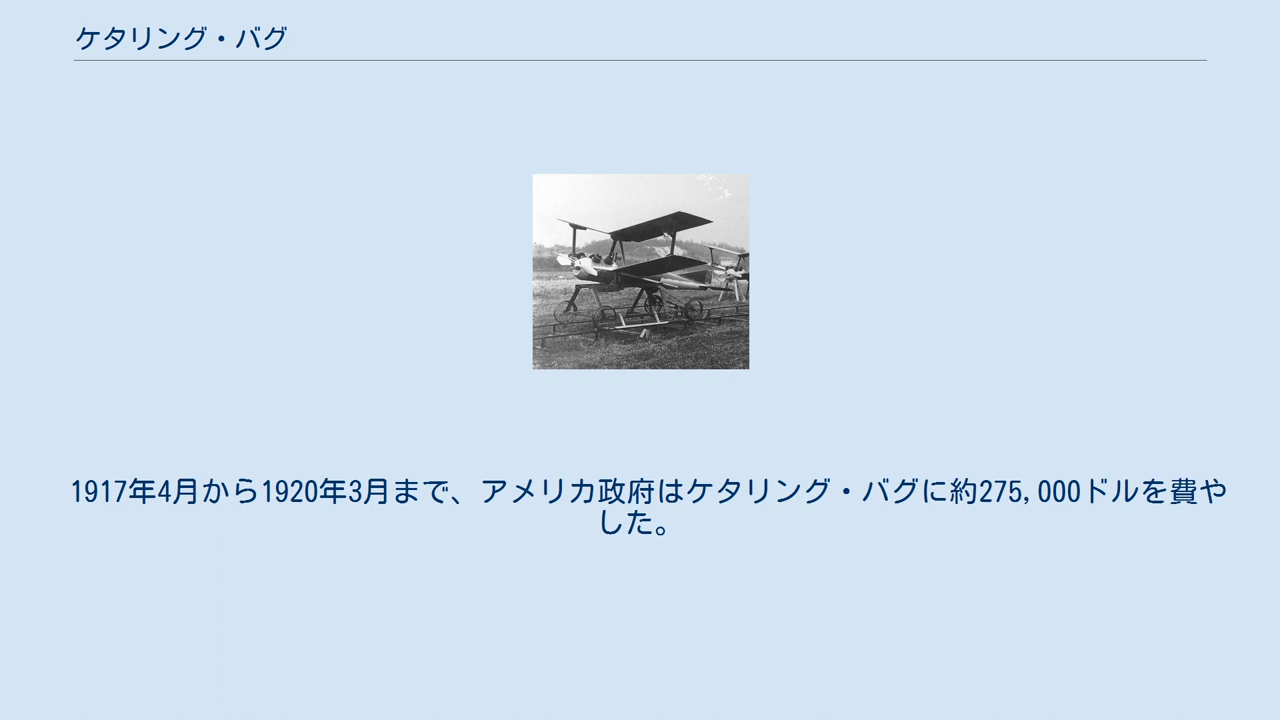 ケタリング・バグ
1917年4月から1920年3月まで、アメリカ政府はケタリング・バグに約275,000ドルを費や
した。